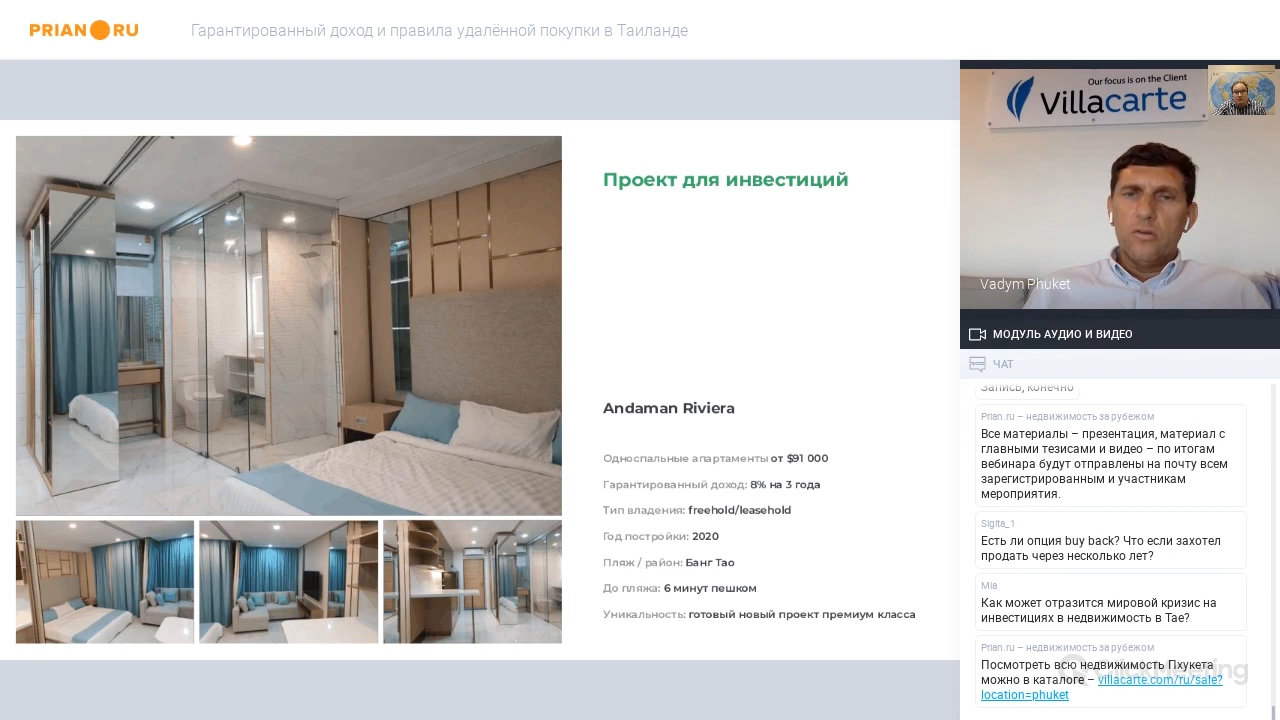 PRIAN RU
Гарантированный доход и правила удалённой покупки в Таиланде
Our focus is on the Client
Villacarte
Vadym Phuket
МОДУЛЬ АУДИО И ВИДЕО
ЧАТ
Проект для инвестиций
Andaman Riviera
Односпальные апартаменты от $91 000
Гарантированный доход: 8% на 3 года
Тип владения: freehold/leasehold
Год постройки: 2020
Пляж / район: Банг Тао
До пляжа: 6 минут пешком
Уникальность: готовый новый проект премиум класса
Запись, конечно
Prian.ru – недвижимость за рубежом
Все материалы – презентация, материал с
главными тезисами и видео – по итогам
вебинара будут отправлены на почту всем
зарегистрированным и участникам
мероприятия.
Sigita_1
Есть ли опция buy back? Что если захотел
продать через несколько лет?
Mia
Как может отразится мировой кризис на
инвестициях в недвижимость в Тае?
Prian.ru – недвижимость за рубежом
Посмотреть всю недвижимость Пхукета
можно в каталоге – villacarte.com/ru/sale?
location=phuket
ClickMeeting